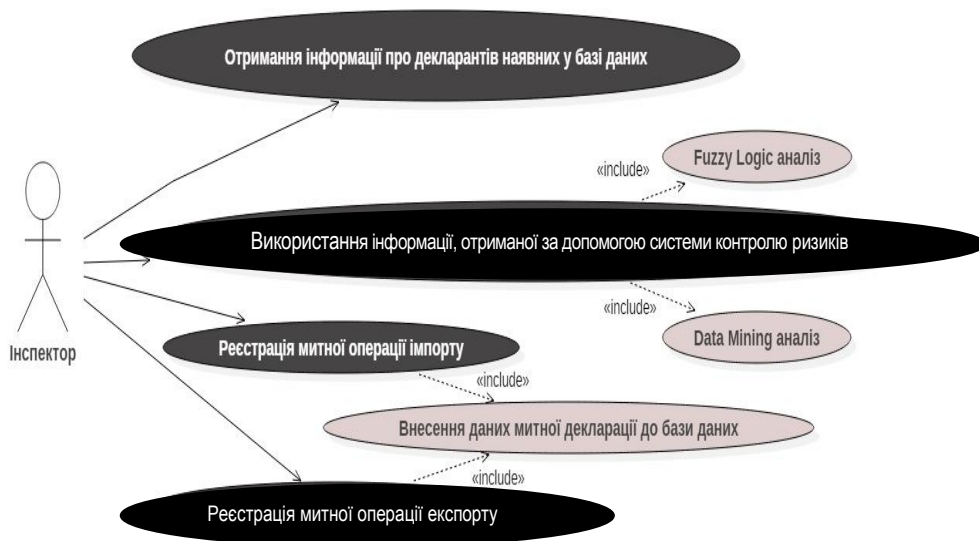 Отримання інформації про декларантів наявних у базі даних
«include»
Fuzzy Logic аналіз
Використання інформації, отриманої за допомогою системи контролю ризиків
«include»
Data Mining аналіз
Інспектор
Реєстрація митної операції імпорту
«include»
Внесення даних митної декларації до бази даних
«include»
Реєстрація митної операції експорту